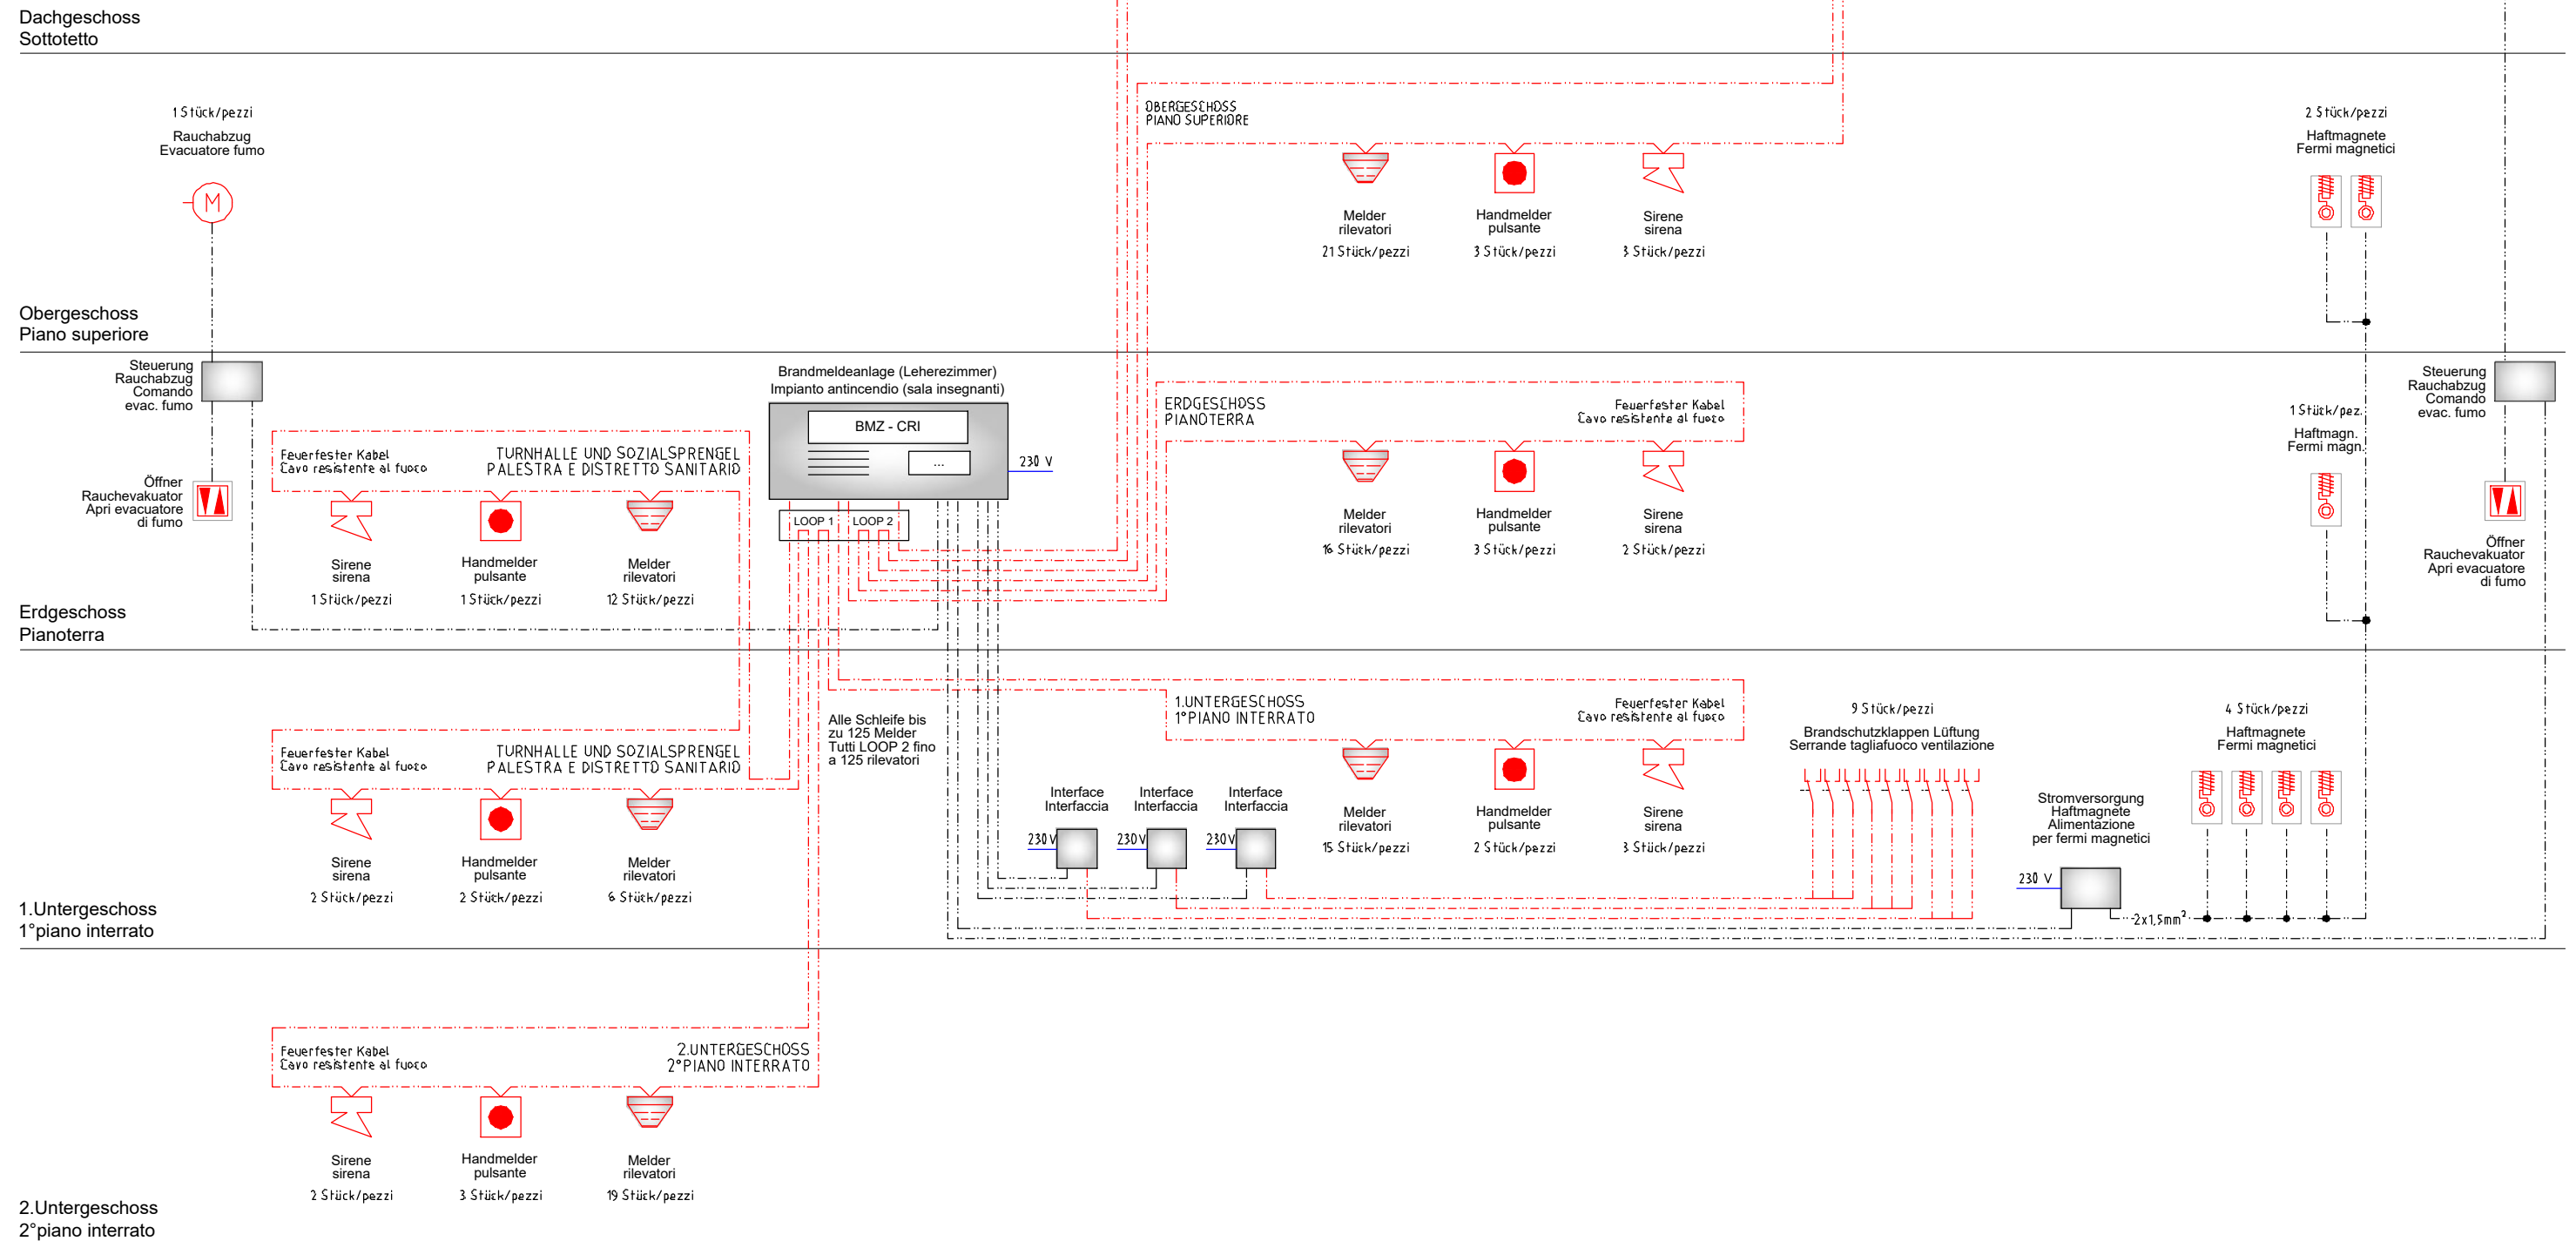 Dachgeschoss
Sottotetto
1 Stück/pezzi
Rauchabzug
Evacuatore fumo
M
OBERGESCHOSS
PIANO SUPERIORE
Melder
rilevatori
21 Stück/pezzi
Handmelder
pulsante
3 Stück/pezzi
Sirene
sirena
3 Stück/pezzi
2 Stück/pezzi
Haftmagnete
Fermi magnetici
Obergeschoss
Piano superiore
Steuerung
Rauchabzug
Comando
evac. fumo
Öffner
Rauchevakuator
Apri evacuatore
di fumo
Feuerfester Kabel
Cavo resistente al fuoco
TURNHALLE UND SOZIALSPRENGEL
PALESTRA E DISTRETTO SANITARIO
Sirene
sirena
1 Stück/pezzi
Handmelder
pulsante
1 Stück/pezzi
Melder
rilevatori
12 Stück/pezzi
Brandmeldeanlage (Leherezimmer)
Impianto antincendio (sala insegnanti)
BMZ - CRI
...
230 V
LOOP 1
LOOP 2
ERDGESCHOSS
PIANOTERRA
Feuerfester Kabel
Cavo resistente al fuoco
Melder
rilevatori
16 Stück/pezzi
Handmelder
pulsante
3 Stück/pezzi
Sirene
sirena
2 Stück/pezzi
1 Stück/pez.
Haftmagn.
Fermi magn.
Steuerung
Rauchabzug
Comando
evac. fumo
Öffner
Rauchevakuator
Apri evacuatore
di fumo
Erdgeschoss
Pianoterra
Feuerfester Kabel
Cavo resistente al fuoco
TURNHALLE UND SOZIALSPRENGEL
PALESTRA E DISTRETTO SANITARIO
Sirene
sirena
2 Stück/pezzi
Handmelder
pulsante
2 Stück/pezzi
Melder
rilevatori
6 Stück/pezzi
Alle Schleife bis
zu 125 Melder
Tutti LOOP 2 fino
a 125 rilevatori
1.UNTERGESCHOSS
1°PIANO INTERRATO
Feuerfester Kabel
Cavo resistente al fuoco
Interface
Interfaccia
230 V
Interface
Interfaccia
230 V
Interface
Interfaccia
230 V
Melder
rilevatori
15 Stück/pezzi
Handmelder
pulsante
2 Stück/pezzi
Sirene
sirena
3 Stück/pezzi
9 Stück/pezzi
Brandschutzklappen Lüftung
Serrande tagliafuoco ventilazione
Stromversorgung
Haftmagnete
Alimentazione
per fermi magnetici
230 V
2x1,5mm²
4 Stück/pezzi
Haftmagnete
Fermi magnetici
1.Untergeschoss
1°piano interrato
Feuerfester Kabel
Cavo resistente al fuoco
2.UNTERGESCHOSS
2°PIANO INTERRATO
Sirene
sirena
2 Stück/pezzi
Handmelder
pulsante
3 Stück/pezzi
Melder
rilevatori
19 Stück/pezzi
2.Untergeschoss
2°piano interrato